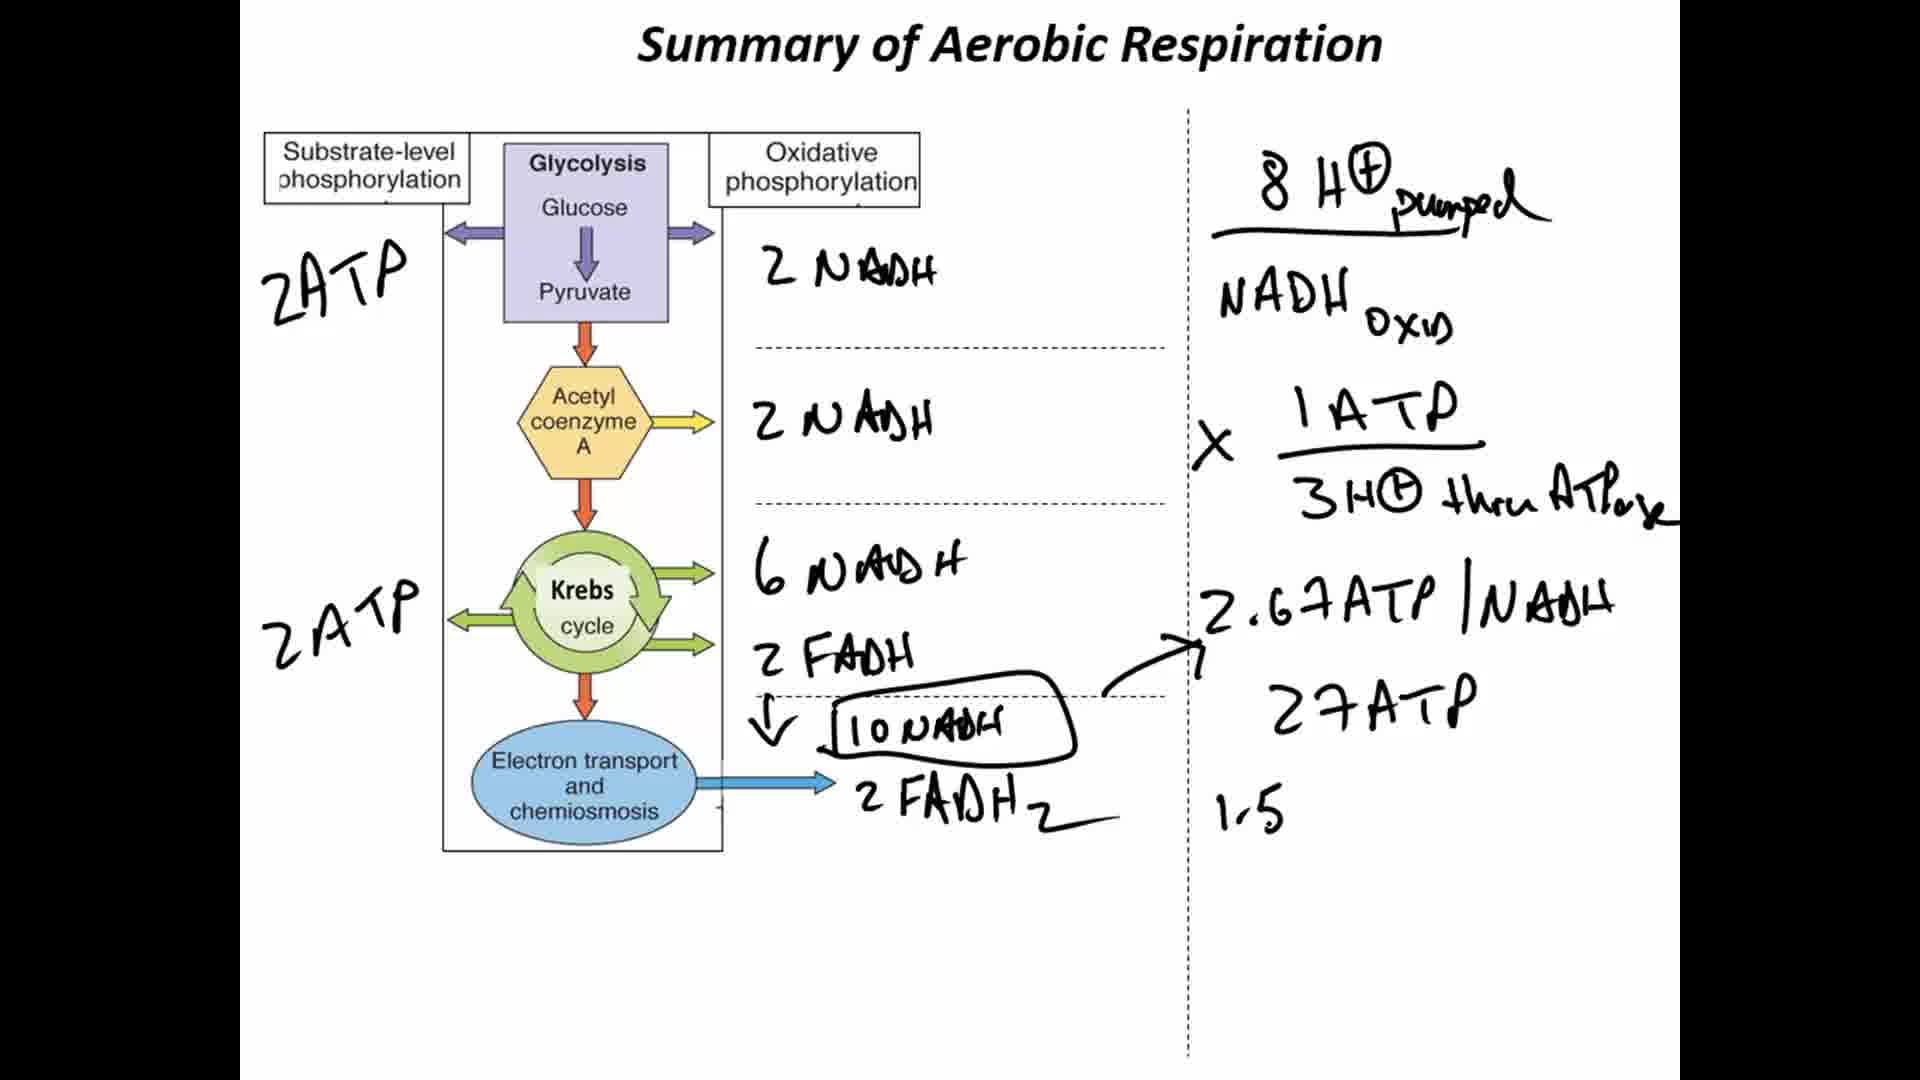 Summary of Aerobic Respiration
Substrate-level
phosphorylation
Glycolysis
Glucose
Pyruvate
Oxidative
phosphorylation
2ATP
2 NADH
Acetyl
coenzyme
A
2 NADH
Krebs
cycle
2ATP
6 NADH
2 FADH
10 NADH
Electron transport
and
chemiosmosis
2 FADH2
8 H+ pumped
NADH OXID
X 1 ATP
3H+ thru ATPase
2.67ATP/NADH
27ATP
1.5